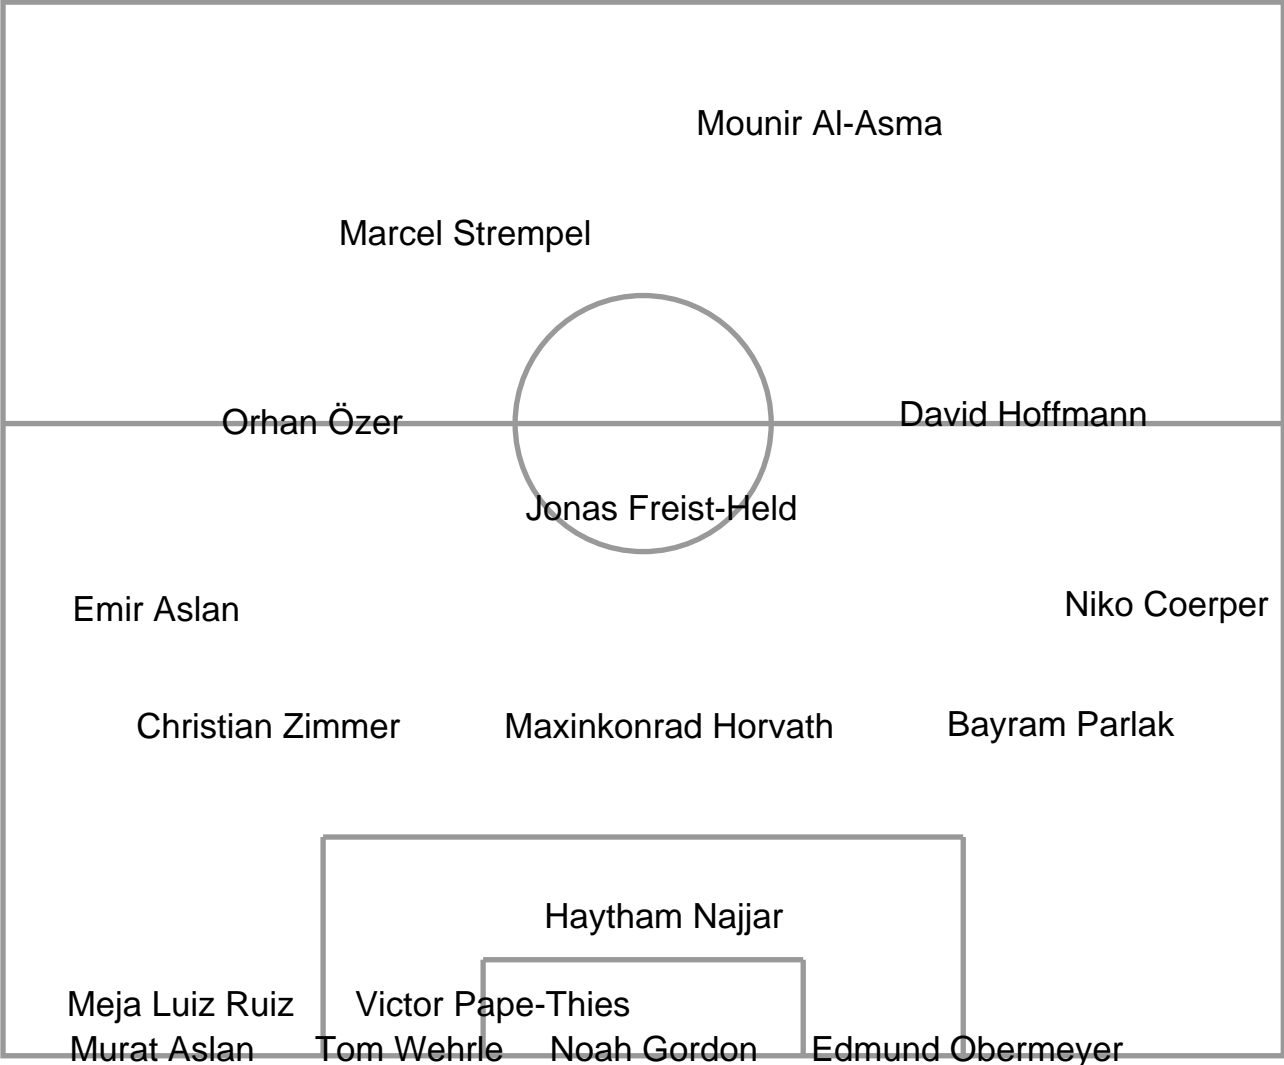 Mounir Al-Asma
Marcel Strempel
Orhan Özer
David Hoffmann
Jonas Freist-Held
Emir Aslan
Niko Coerper
Christian Zimmer
Maxinkonrad Horvath
Bayram Parlak
Haytham Najjar
Meja Luiz Ruiz
Victor Pape-Thies
Murat Aslan
Tom Wehrle
Noah Gordon
Edmund Obermeyer